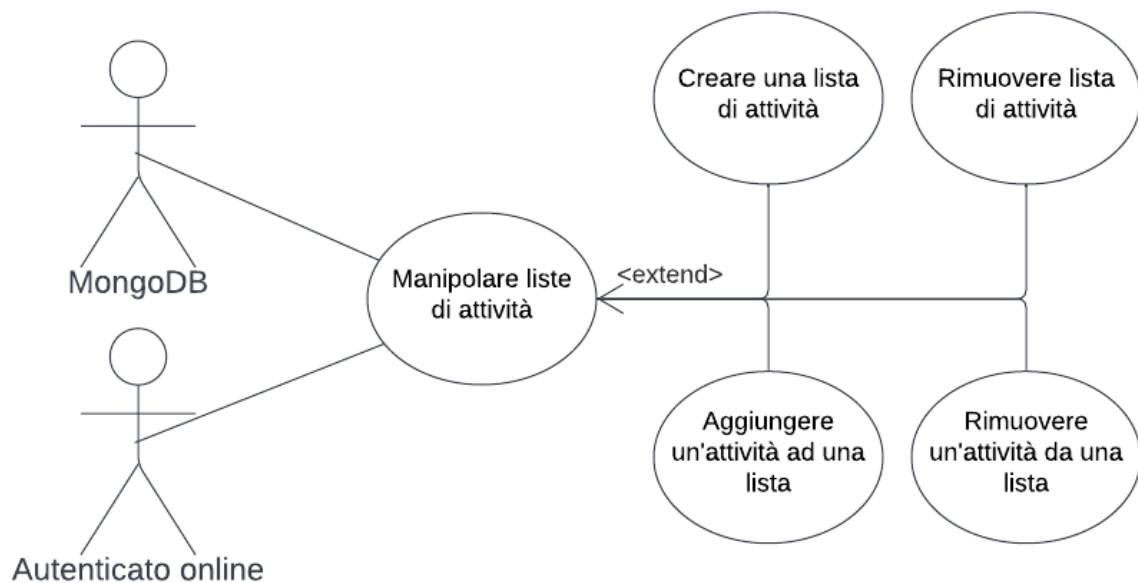 Creare una lista
di attività
Rimuovere lista
di attività
MongoDB
Manipolare liste
di attività
<extend>
Aggiungere
un'attività ad una
lista
Rimuovere
un'attività da una
lista
Autenticato online